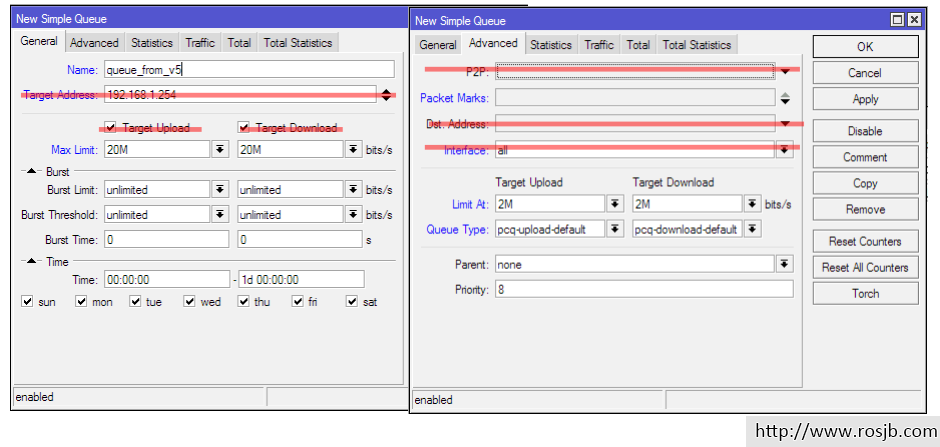 New Simple Queue
General Advanced Statistics Traffic Total Total Statistics
Name: queue_from_v5
Target Address: 192.168.1.254
Target Upload Target Download
Max Limit: 20M 20M bits/s
Burst
Burst Limit: unlimited unlimited bits/s
Burst Threshold: unlimited unlimited bits/s
Burst Time: 0 0 s
Time
Time: 00:00:00 - 1d 00:00:00
sun mon tue wed thu fri sat
enabled
New Simple Queue
General Advanced Statistics Traffic Total Total Statistics
P2P:
Packet Marks:
Dst. Address:
Interface: all
Target Upload Target Download
Limit At: 2M 2M bits/s
Queue Type: pcq-upload-default pcq-download-default
Parent: none
Priority: 8
OK
Cancel
Apply
Disable
Comment
Copy
Remove
Reset Counters
Reset All Counters
Torch
enabled
http://www.rosjb.com